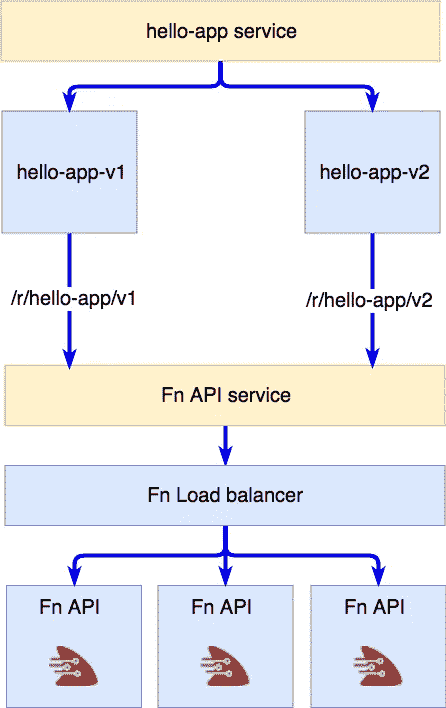 hello-app service
hello-app-v1
hello-app-v2
/r/hello-app/v1
/r/hello-app/v2
Fn API service
Fn Load balancer
Fn API
Fn API
Fn API